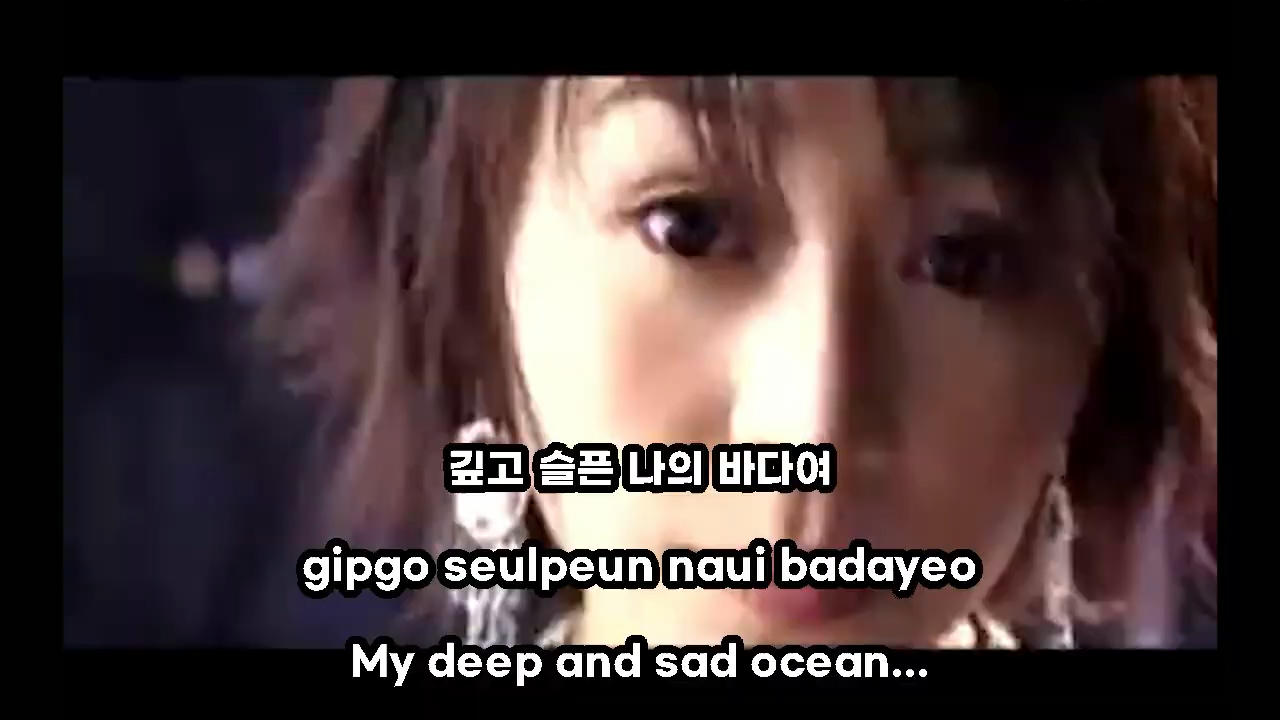 깊고 슬픈 나의 바다여
gipgo seulpeun naui badayeo
My deep and sad ocean...